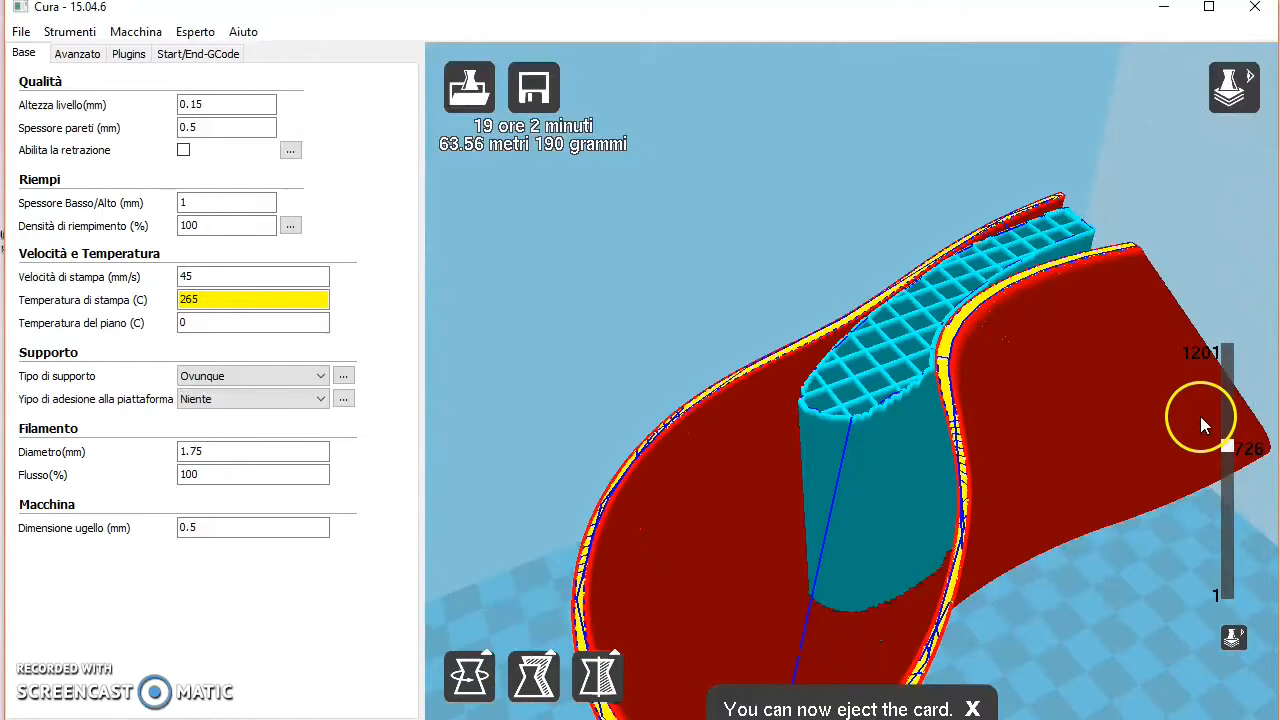 Cura - 15.04.6
File Strumenti Macchina Esperto Aiuto
Base Avanzato Plugins Start/End-GCode
Qualità
Altezza livello(mm) 0.15
Spessore pareti (mm) 0.5
Abilita la retrazione ...
Riempi
Spessore Basso/Alto (mm) 1
Densità di riempimento (%) 100 ...
Velocità e Temperatura
Velocità di stampa (mm/s) 45
Temperatura di stampa (C) 265
Temperatura del piano (C) 0
Supporto
Tipo di supporto Ovunque ...
Yipo di adesione alla piattaforma Niente ...
Filamento
Diametro(mm) 1.75
Flusso(%) 100
Macchina
Dimensione ugello (mm) 0.5
RECORDED WITH
SCREENCAST MATIC
19 ore 2 minuti
63.56 metri 190 grammi
1201
726
1
You can now eject the card. X